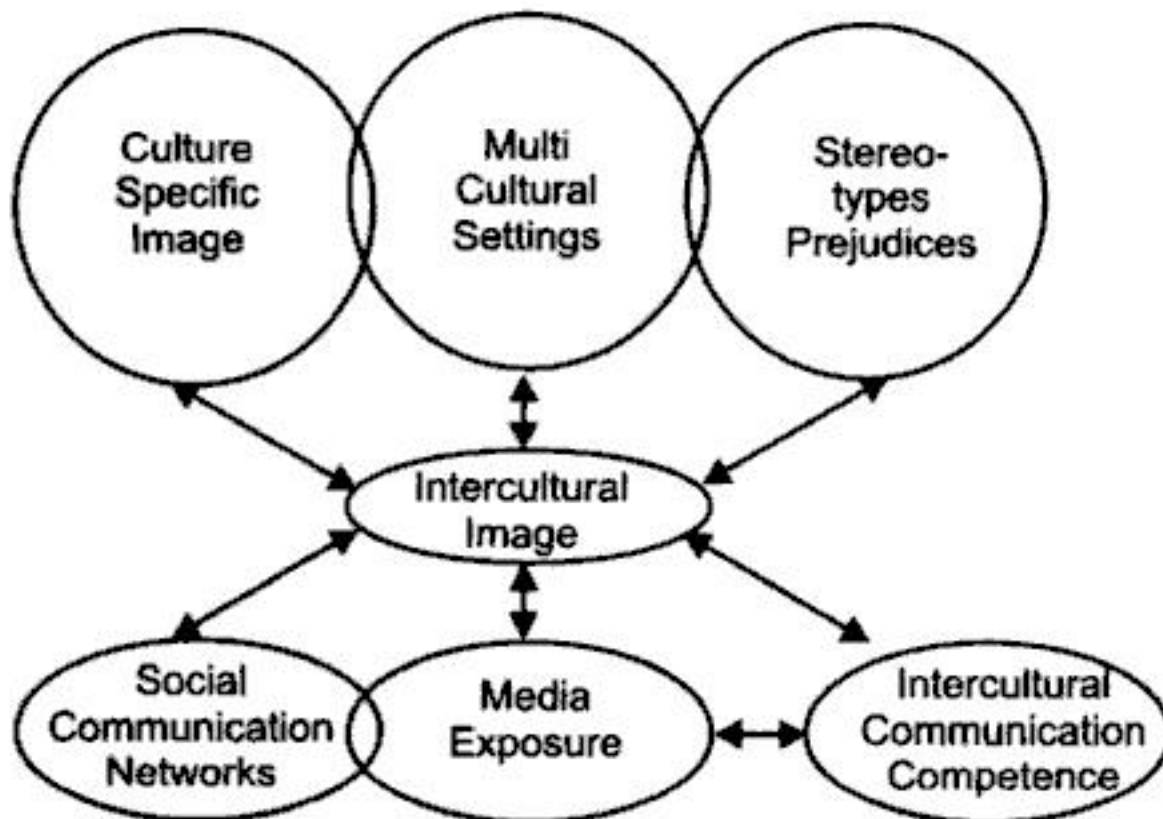 Culture
Specific
Image
Multi
Cultural
Settings
Stereo-
types
Prejudices
Intercultural
Image
Social
Communication
Networks
Media
Exposure
Intercultural
Communication
Competence